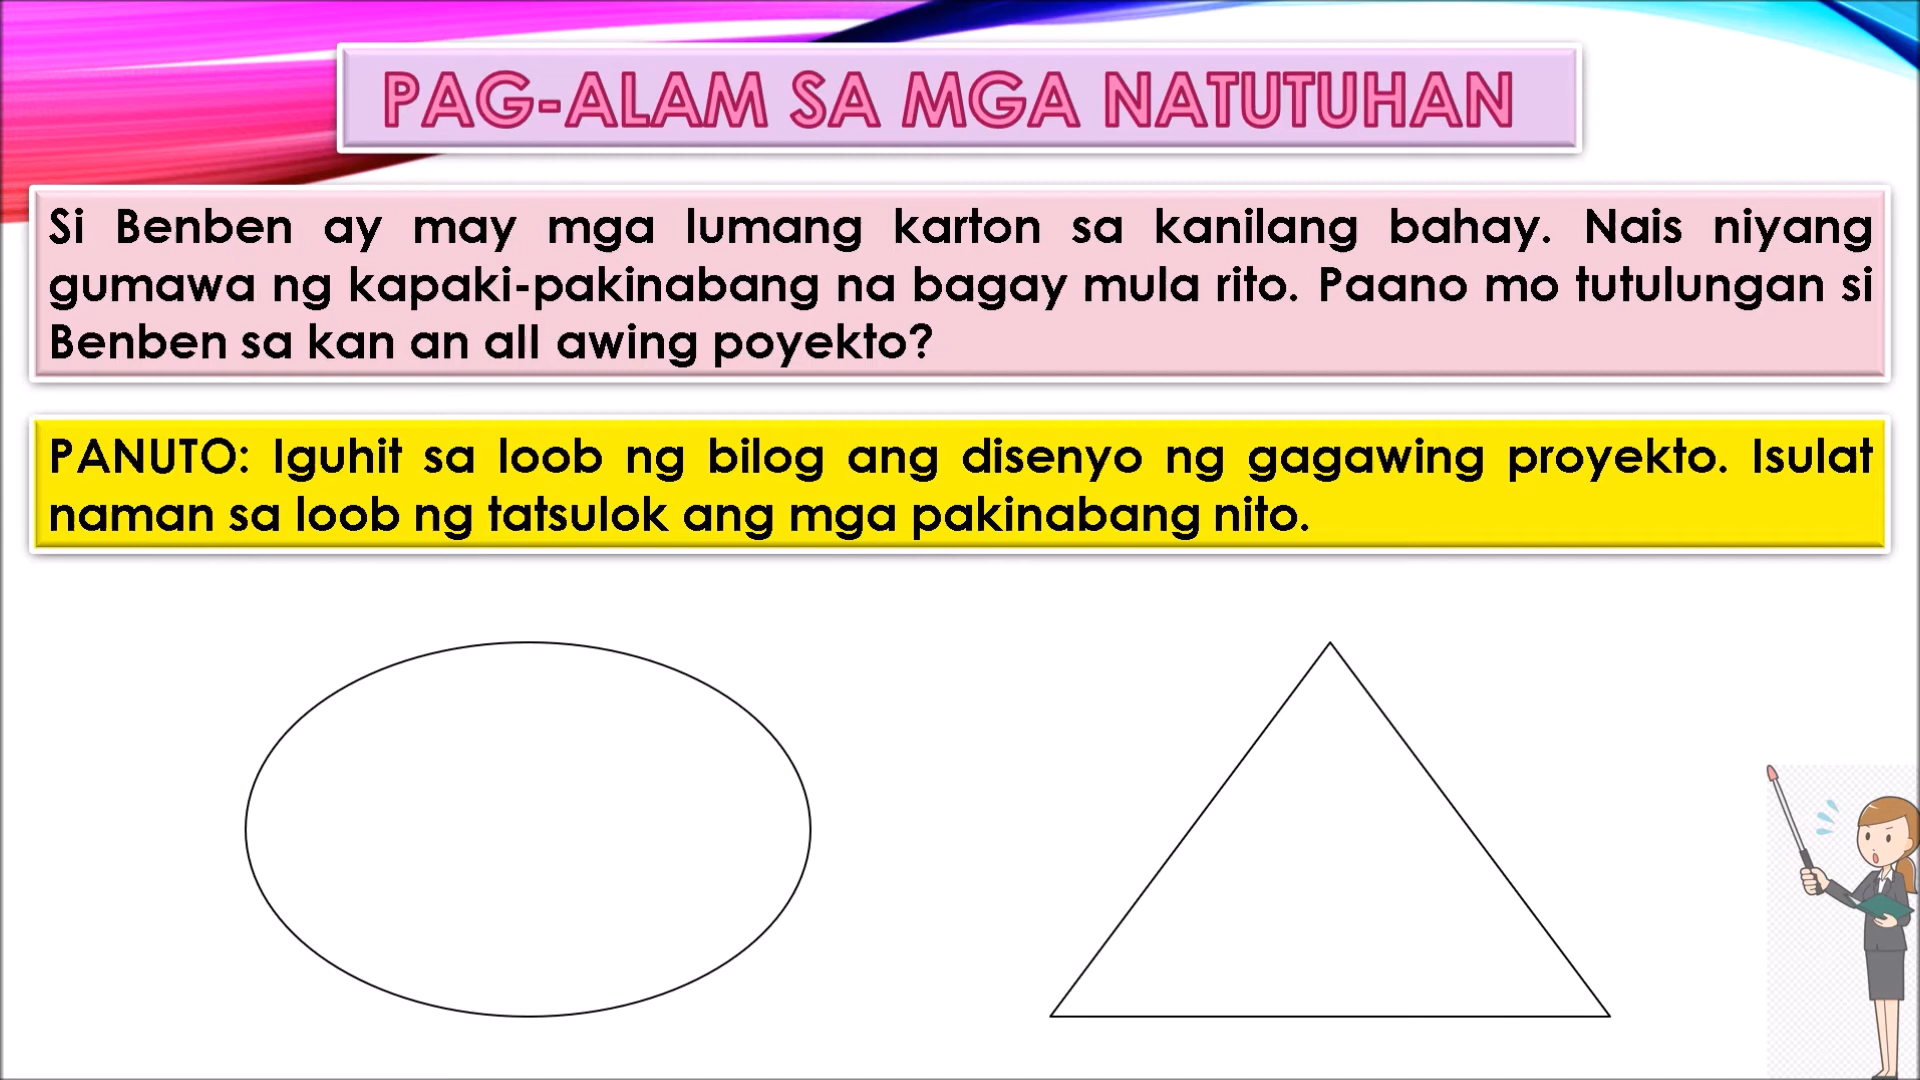 PAG-ALAM SA MGA NATUTUHAN
Si Benben ay may mga lumang karton sa kanilang bahay. Nais niyang
gumawa ng kapaki-pakinabang na bagay mula rito. Paano mo tutulungan si
Benben sa kan an all awing poyekto?
PANUTO: Iguhit sa loob ng bilog ang disenyo ng gagawing proyekto. Isulat
naman sa loob ng tatsulok ang mga pakinabang nito.